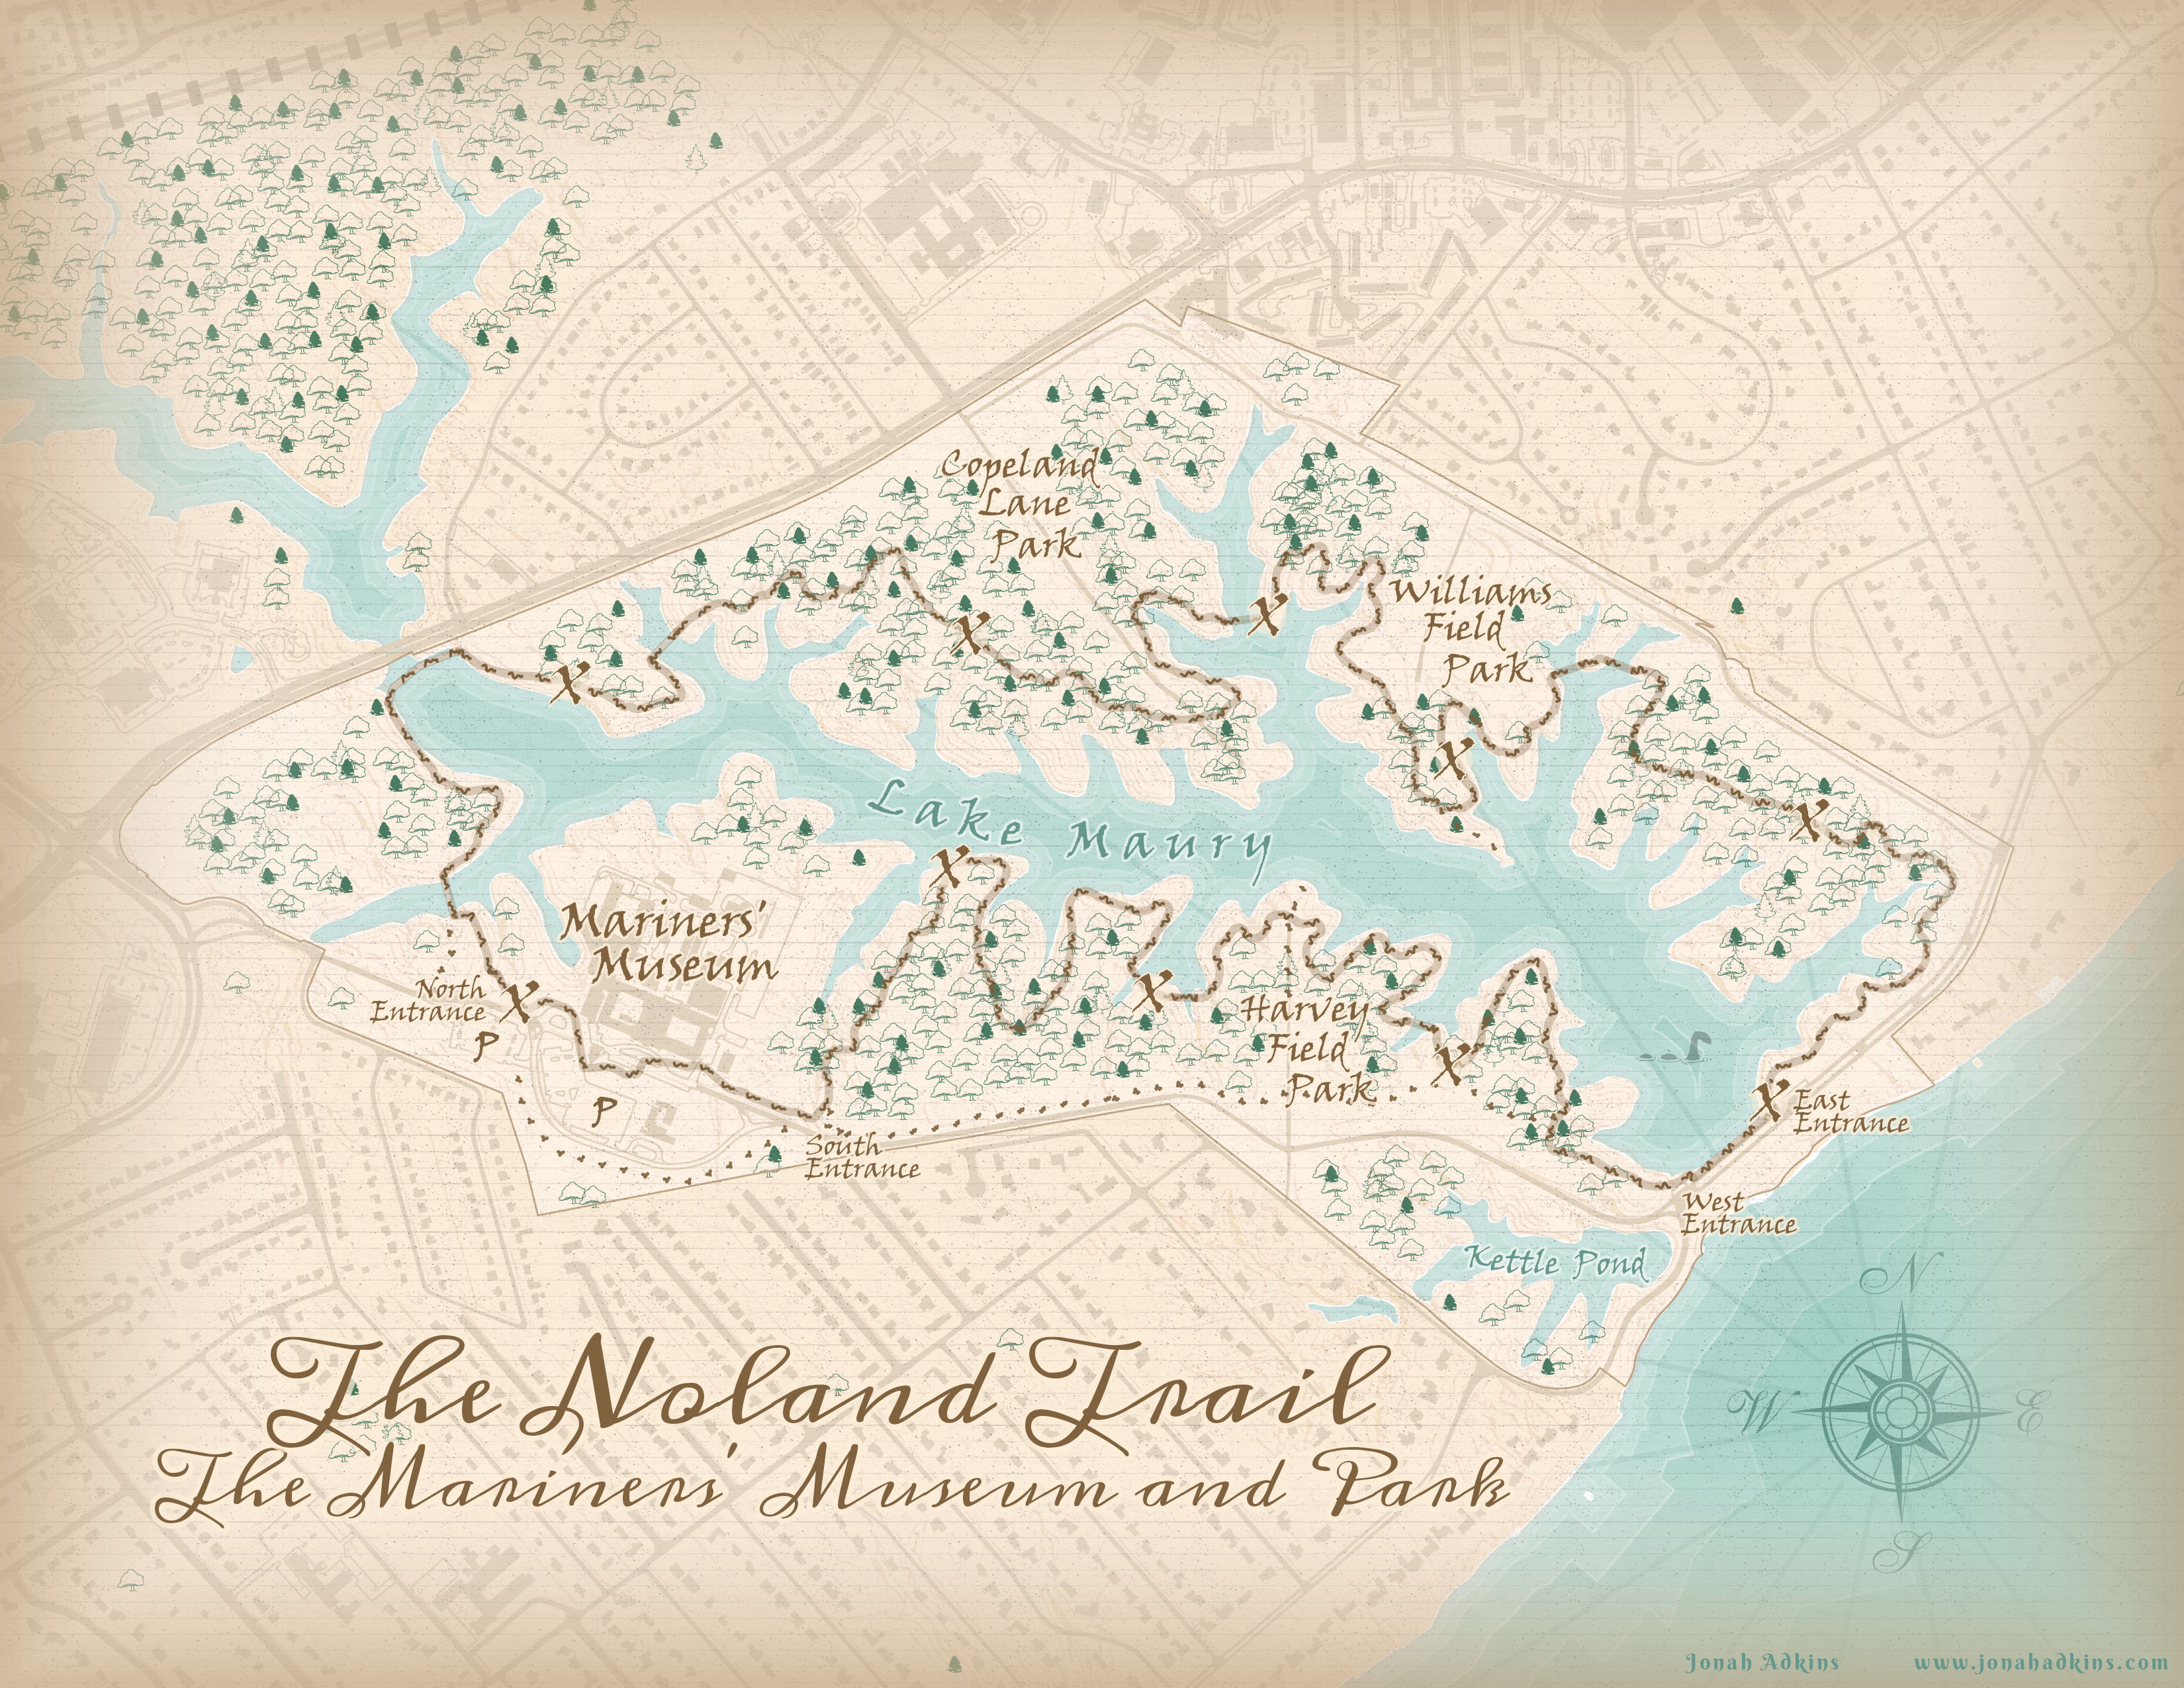 Copeland
Lane
Park
Williams
Field
Park
X
X
X
X
X
Lake Maury
X
Mariners'
Museum
North
Entrance
X
P
X
Harvey
Field
Park
X
P
X
East
Entrance
South
Entrance
West
Entrance
Kettle Pond
N
W
E
S
The Noland Trail
The Mariners' Museum and Park
Jonah Adkins
www.jonahadkins.com